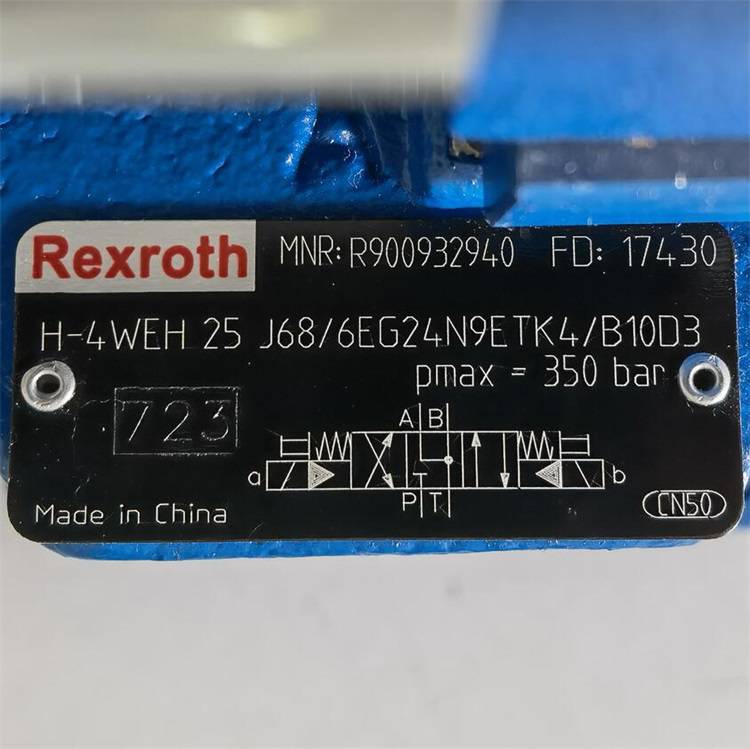 Rexroth MNR: R900932940 FD: 17430
H-4WEH 25 J68/6EG24N9ETK4/B10D3
pmax = 350 bar
723
A B
a b
P T
Made in China
CN50